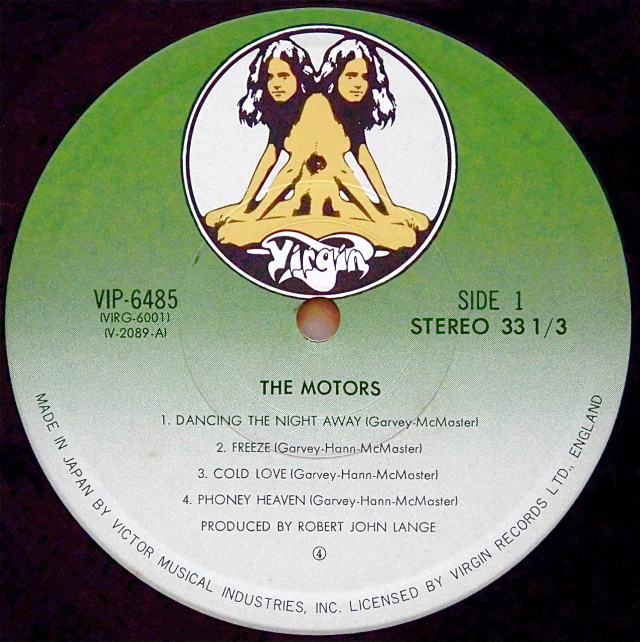 Virgin
VIP-6485
(VIRG-6001)
(V-2089-A)
SIDE 1
STEREO 33 1/3
THE MOTORS
1. DANCING THE NIGHT AWAY (Garvey-McMaster)
2. FREEZE (Garvey-Hann-McMaster)
3. COLD LOVE (Garvey-Hann-McMaster)
4. PHONEY HEAVEN (Garvey-Hann-McMaster)
PRODUCED BY ROBERT JOHN LANGE
④
MADE IN JAPAN BY VICTOR MUSICAL INDUSTRIES, INC. LICENSED BY VIRGIN RECORDS LTD., ENGLAND